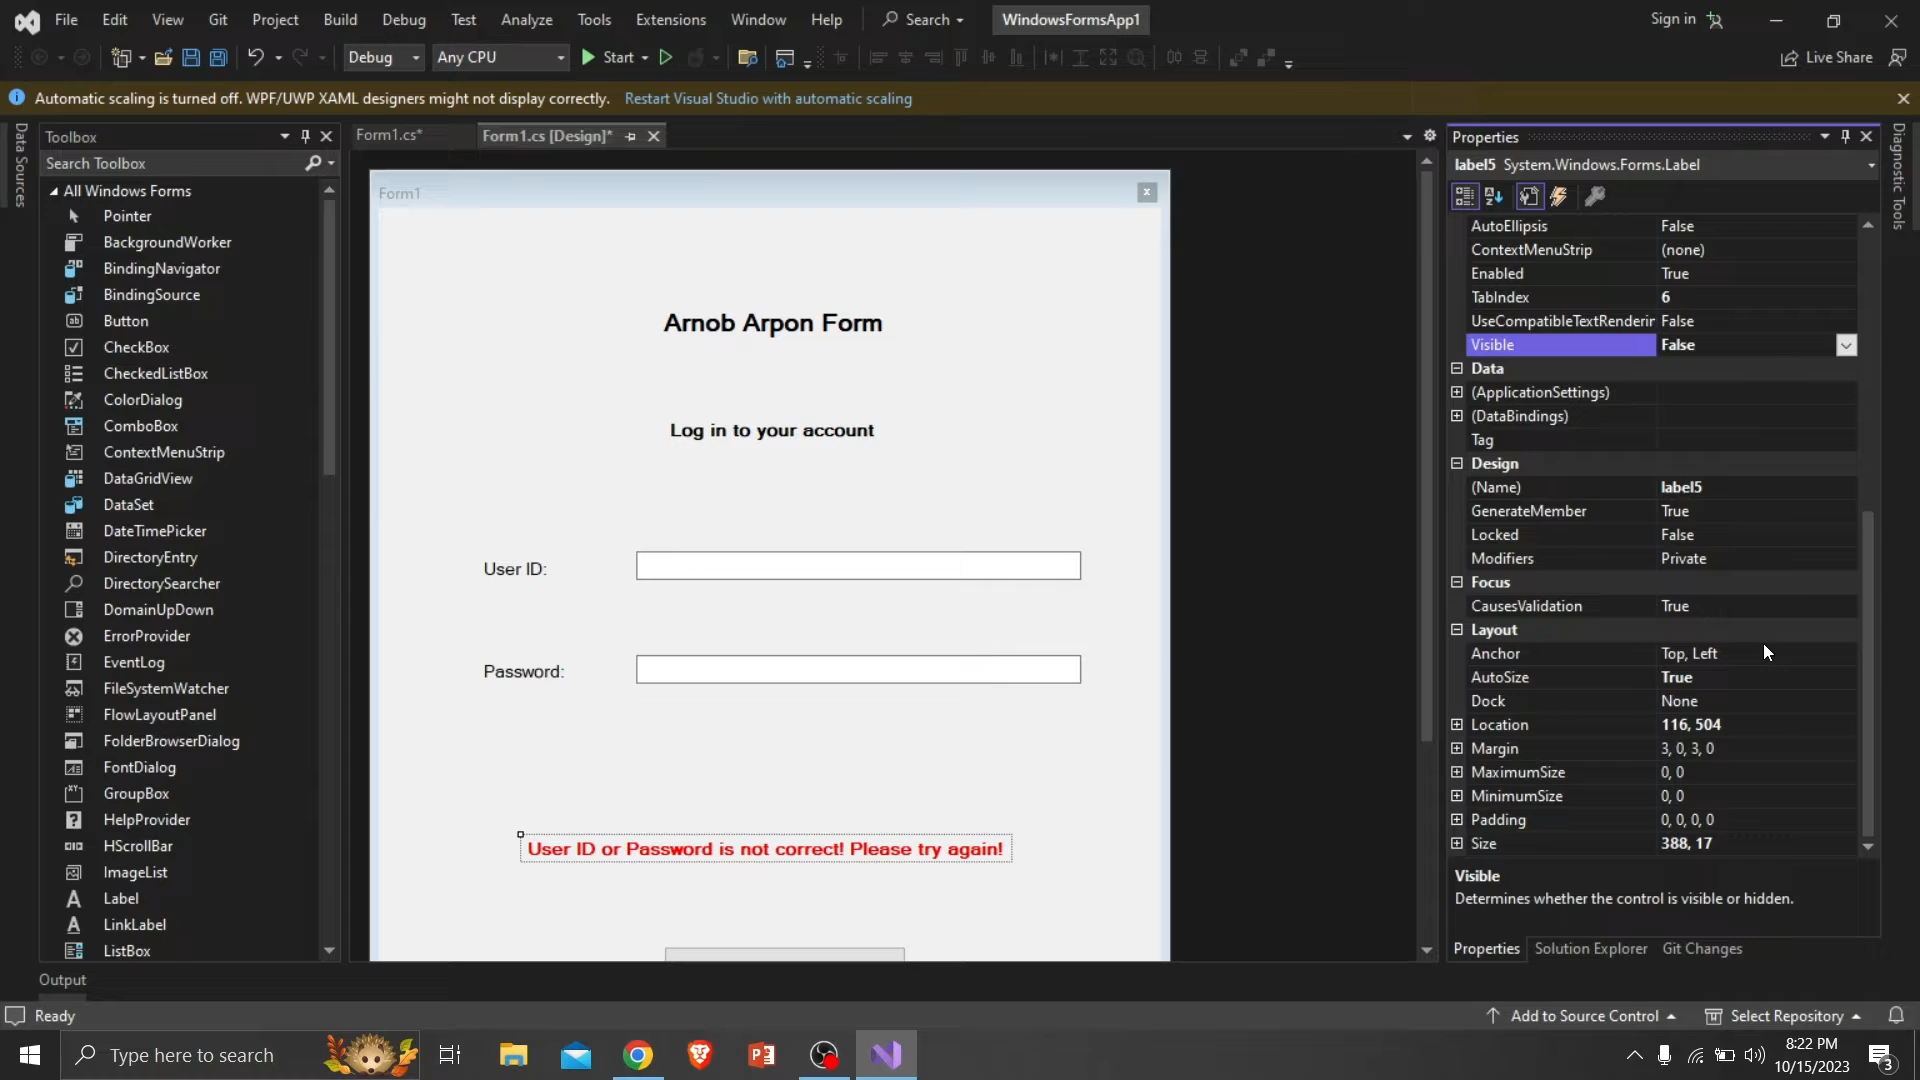 File Edit View Git Project Build Debug Test Analyze Tools Extensions Window Help Search WindowsFormsApp1 Sign in
Debug Any CPU Start Live Share
Automatic scaling is turned off. WPF/UWP XAML designers might not display correctly. Restart Visual Studio with automatic scaling
Data Sources
Toolbox
Search Toolbox
All Windows Forms
Pointer
BackgroundWorker
BindingNavigator
BindingSource
Button
CheckBox
CheckedListBox
ColorDialog
ComboBox
ContextMenuStrip
DataGridView
DataSet
DateTimePicker
DirectoryEntry
DirectorySearcher
DomainUpDown
ErrorProvider
EventLog
FileSystemWatcher
FlowLayoutPanel
FolderBrowserDialog
FontDialog
GroupBox
HelpProvider
HScrollBar
ImageList
Label
LinkLabel
ListBox
Form1.cs* Form1.cs [Design]*
Form1
Arnob Arpon Form
Log in to your account
User ID:
Password:
User ID or Password is not correct! Please try again!
Properties
label5 System.Windows.Forms.Label
AutoEllipsis False
ContextMenuStrip (none)
Enabled True
TabIndex 6
UseCompatibleTextRenderin False
Visible False
Data
(ApplicationSettings)
(DataBindings)
Tag
Design
(Name) label5
GenerateMember True
Locked False
Modifiers Private
Focus
CausesValidation True
Layout
Anchor Top, Left
AutoSize True
Dock None
Location 116, 504
Margin 3, 0, 3, 0
MaximumSize 0, 0
MinimumSize 0, 0
Padding 0, 0, 0, 0
Size 388, 17
Visible
Determines whether the control is visible or hidden.
Properties Solution Explorer Git Changes
Diagnostic Tools
Output
Ready Add to Source Control Select Repository
Type here to search
8:22 PM
10/15/2023
3